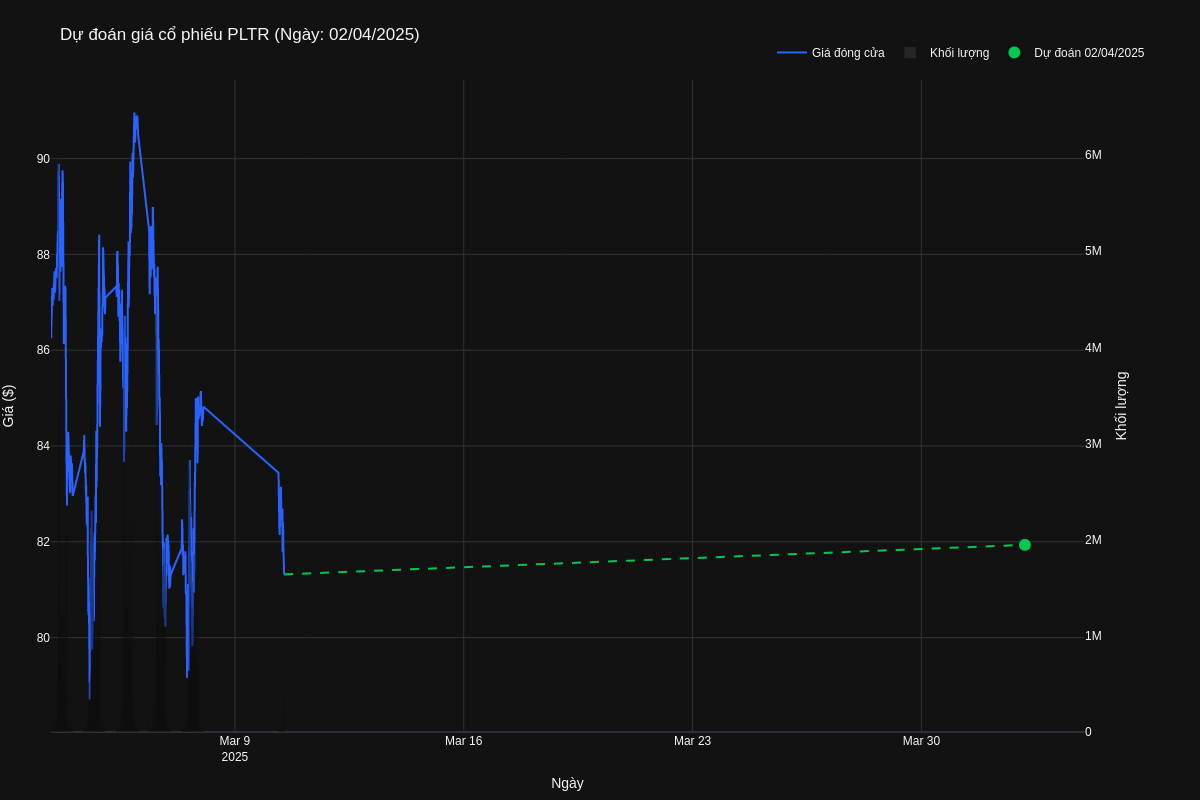 Dự đoán giá cổ phiếu PLTR (Ngày: 02/04/2025)
Giá đóng cửa
Khối lượng
Dự đoán 02/04/2025
90
88
86
84
82
80
Giá ($)
6M
5M
4M
3M
2M
1M
0
Khối lượng
Mar 9
2025
Mar 16
Mar 23
Mar 30
Ngày